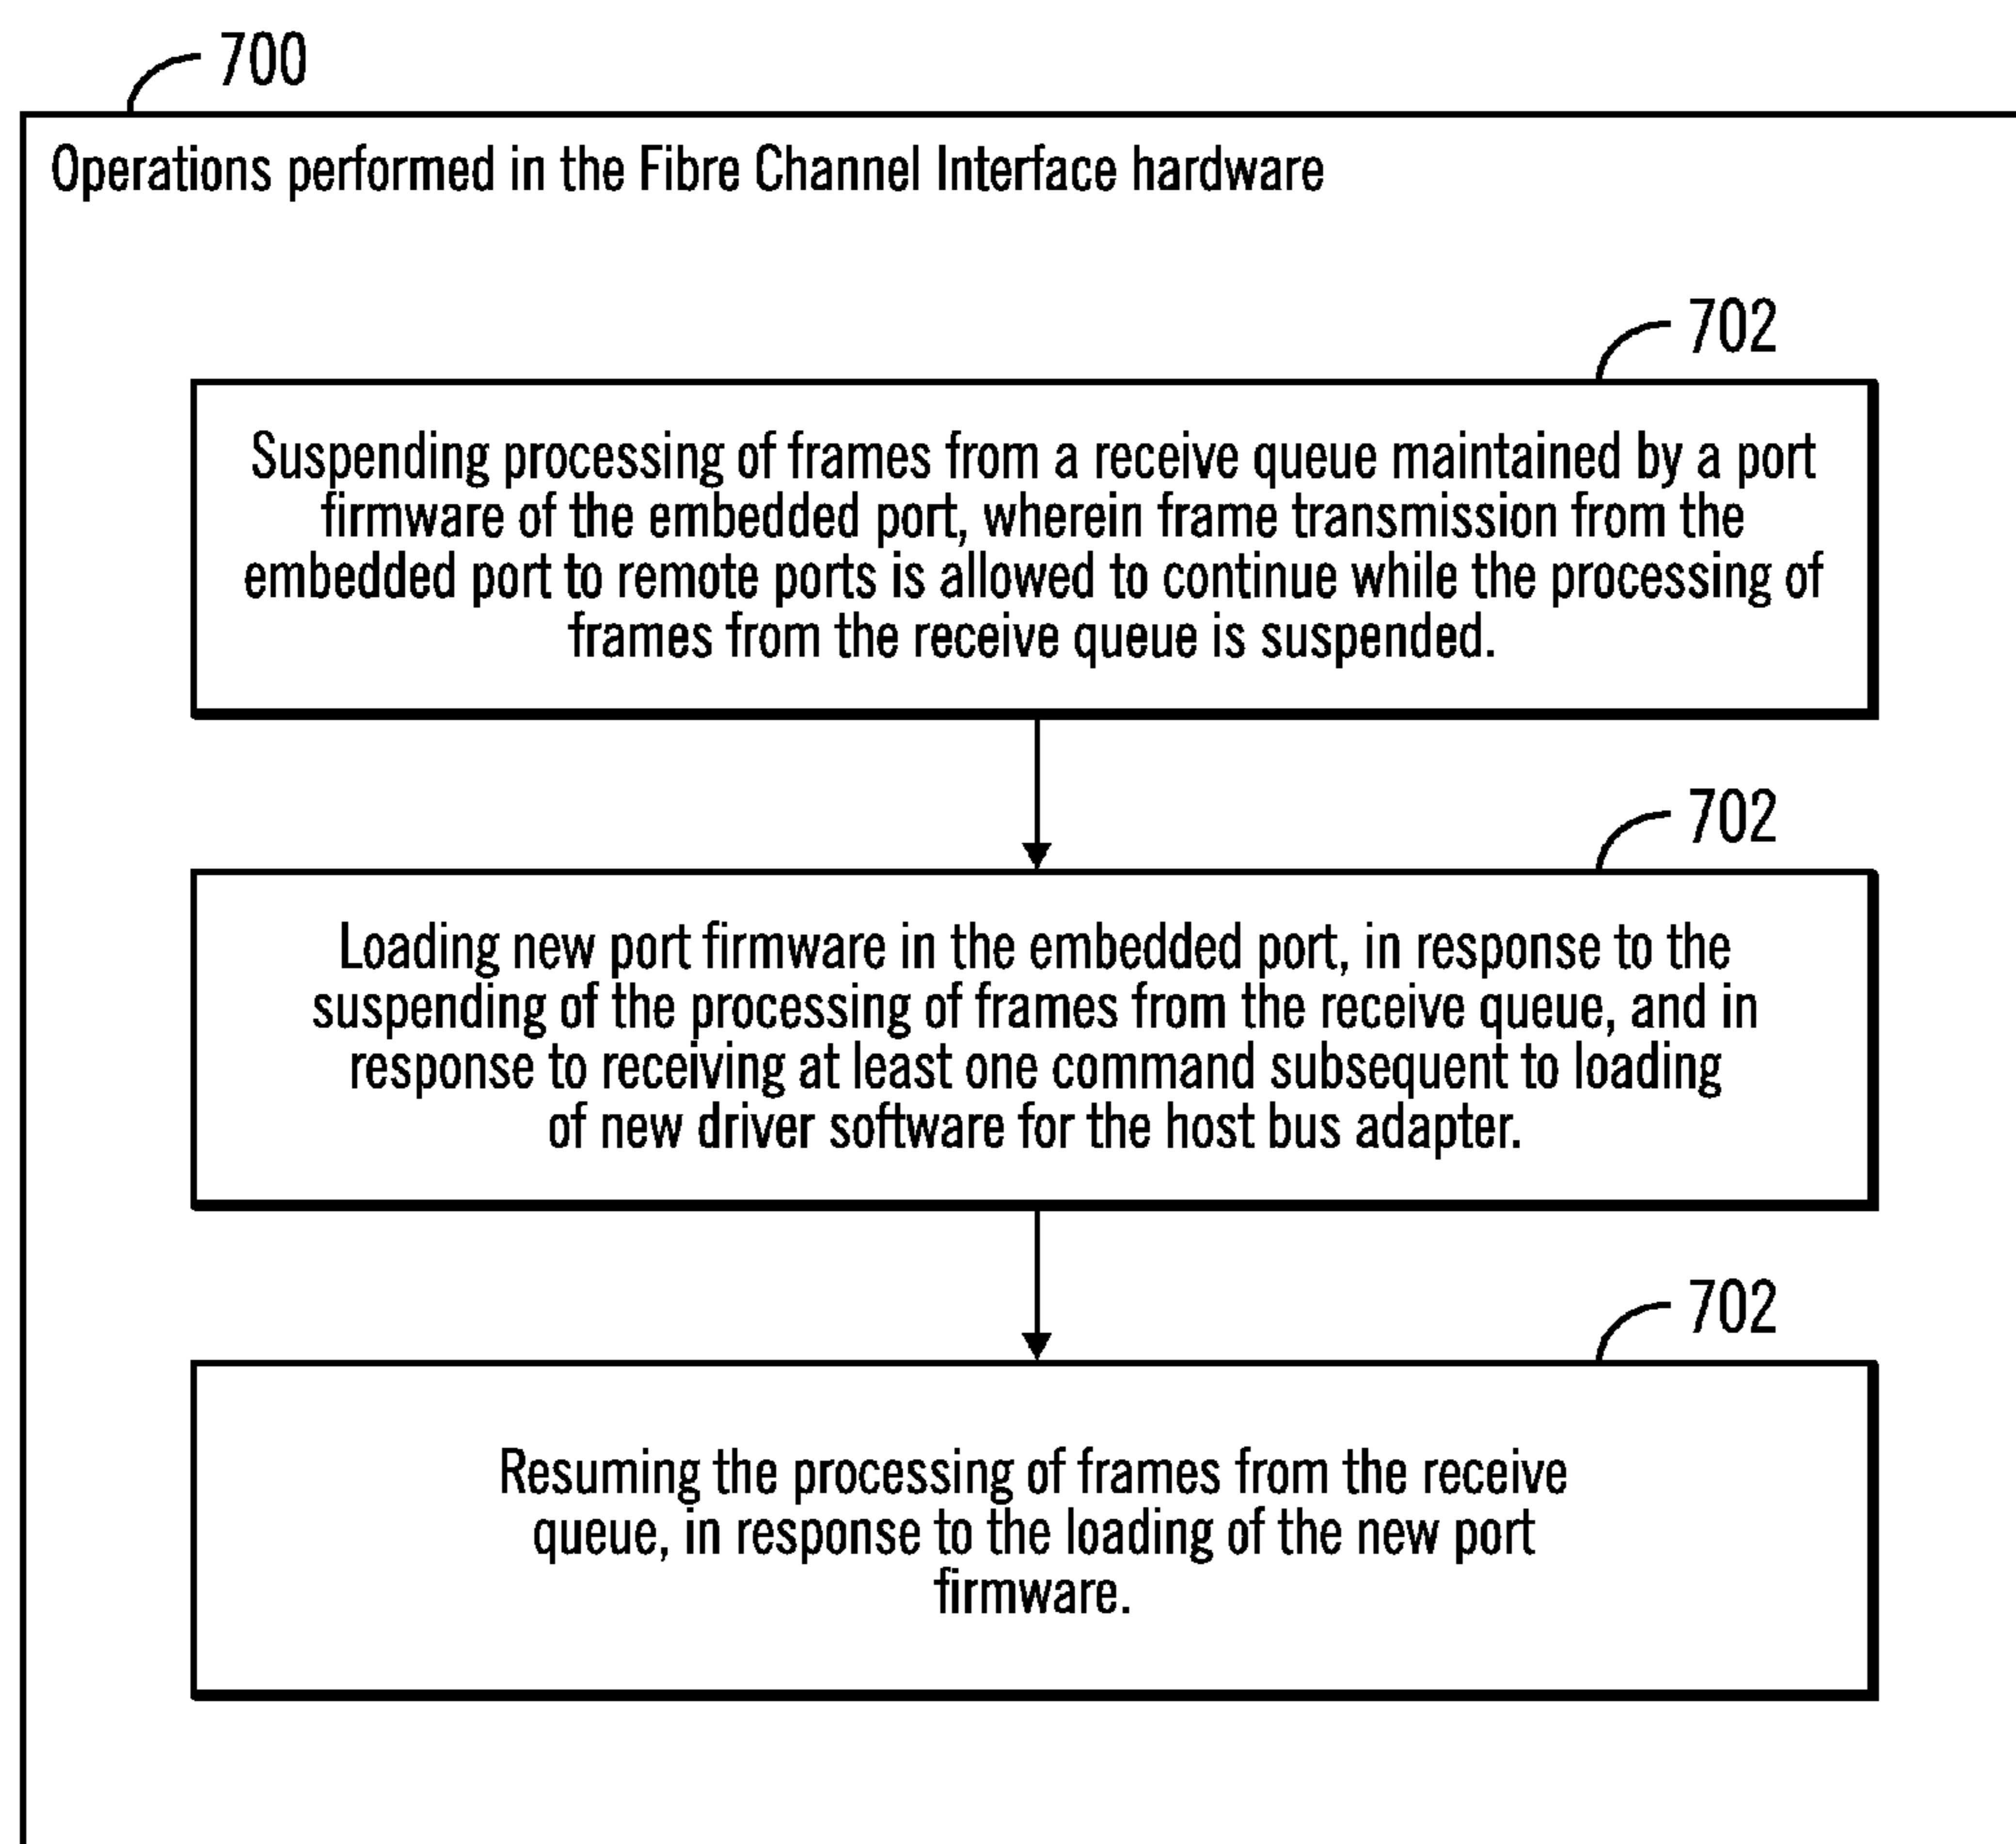 700
Operations performed in the Fibre Channel Interface hardware
702
Suspending processing of frames from a receive queue maintained by a port
firmware of the embedded port, wherein frame transmission from the
embedded port to remote ports is allowed to continue while the processing of
frames from the receive queue is suspended.
702
Loading new port firmware in the embedded port, in response to the
suspending of the processing of frames from the receive queue, and in
response to receiving at least one command subsequent to loading
of new driver software for the host bus adapter.
702
Resuming the processing of frames from the receive
queue, in response to the loading of the new port
firmware.